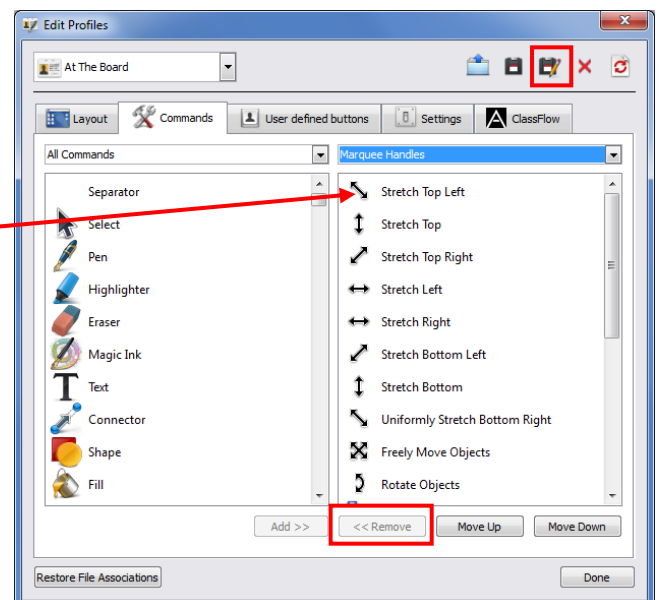 Edit Profiles
At The Board
Layout Commands User defined buttons Settings ClassFlow
All Commands Marquee Handles
Separator Stretch Top Left
Select Stretch Top
Pen Stretch Top Right
Highlighter Stretch Left
Eraser Stretch Right
Magic Ink Stretch Bottom Left
Text Stretch Bottom
Connector Uniformly Stretch Bottom Right
Shape Freely Move Objects
Fill Rotate Objects
Add >> << Remove Move Up Move Down
Restore File Associations Done